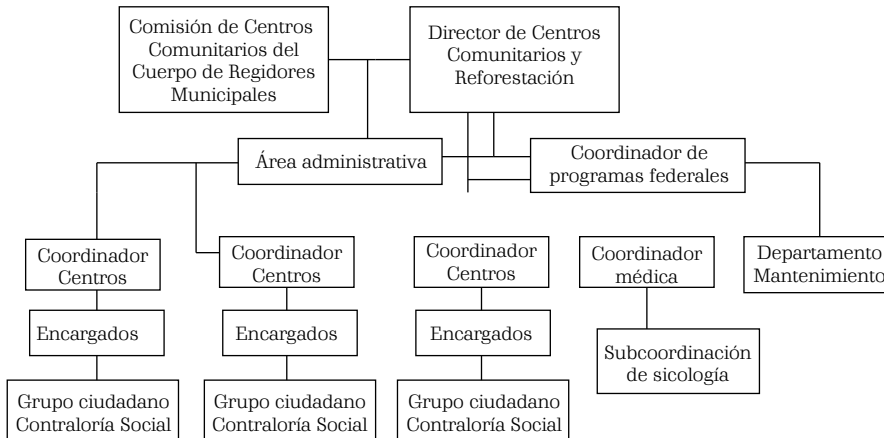 Comisión de Centros
Comunitarios del
Cuerpo de Regidores
Municipales
Director de Centros
Comunitarios y
Reforestación
Área administrativa
Coordinador de
programas federales
Coordinador
Centros
Coordinador
Centros
Coordinador
Centros
Coordinador
médica
Departamento
Mantenimiento
Encargados
Encargados
Encargados
Subcoordinación
de sicología
Grupo ciudadano
Contraloría Social
Grupo ciudadano
Contraloría Social
Grupo ciudadano
Contraloría Social